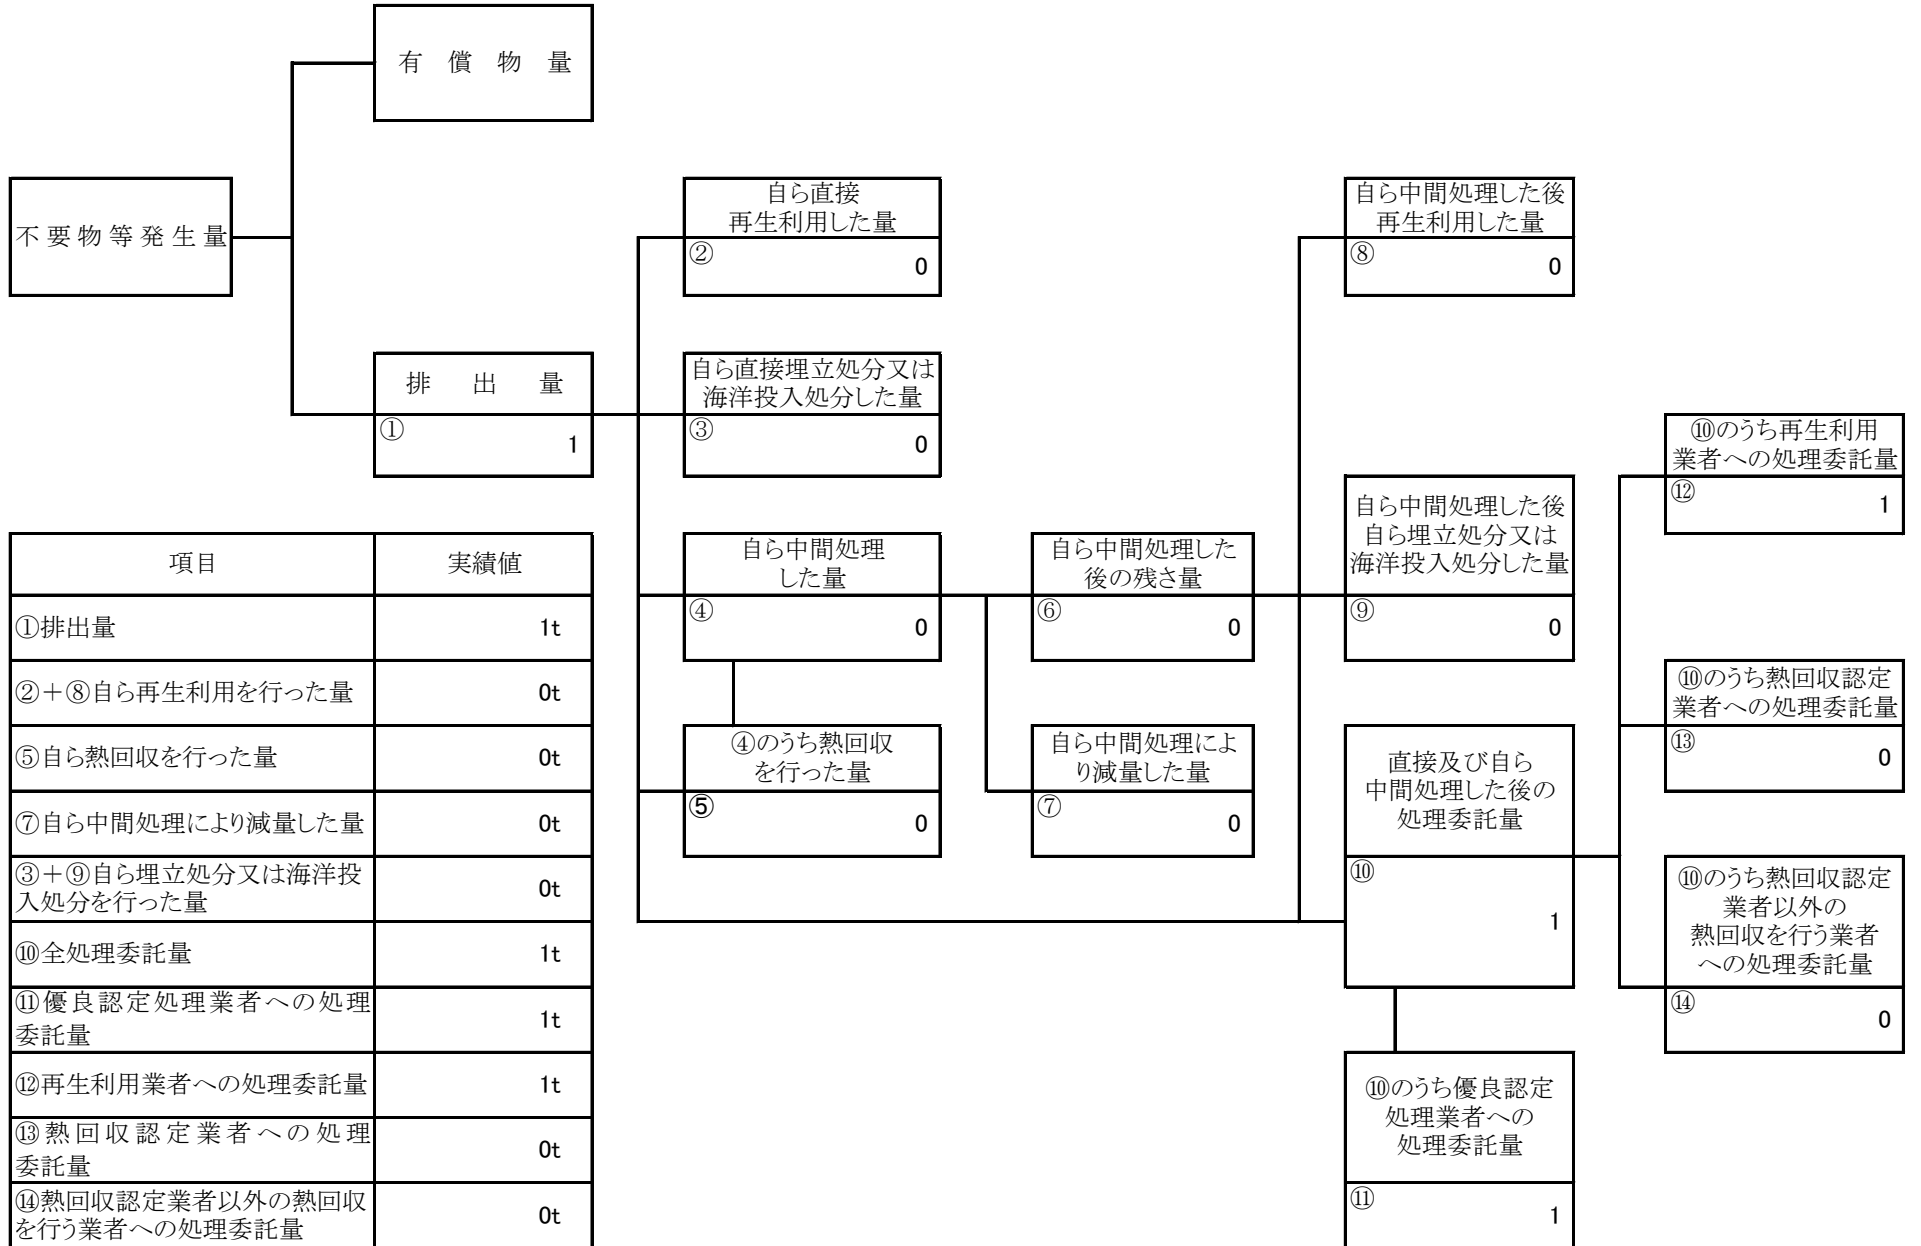 有償物量
不要物等発生量
排出量
①
1
自ら直接
再生利用した量
②
0
自ら直接埋立処分又は
海洋投入処分した量
③
0
自ら中間処理
した量
④
0
④のうち熱回収
を行った量
⑤
0
自ら中間処理した
後の残さ量
⑥
0
自ら中間処理によ
り減量した量
⑦
0
自ら中間処理した後
再生利用した量
⑧
0
自ら中間処理した後
自ら埋立処分又は
海洋投入処分した量
⑨
0
直接及び自ら
中間処理した後の
処理委託量
⑩
1
⑩のうち優良認定
処理業者への
処理委託量
⑪
1
⑩のうち再生利用
業者への処理委託量
⑫
1
⑩のうち熱回収認定
業者への処理委託量
⑬
0
⑩のうち熱回収認定
業者以外の
熱回収を行う業者
への処理委託量
⑭
0
項目
実績値
①排出量
1t
②+⑧自ら再生利用を行った量
0t
⑤自ら熱回収を行った量
0t
⑦自ら中間処理により減量した量
0t
③+⑨自ら埋立処分又は海洋投
入処分を行った量
0t
⑩全処理委託量
1t
⑪優良認定処理業者への処理
委託量
1t
⑫再生利用業者への処理委託量
1t
⑬熱回収認定業者への処理
委託量
0t
⑭熱回収認定業者以外の熱回収
を行う業者への処理委託量
0t